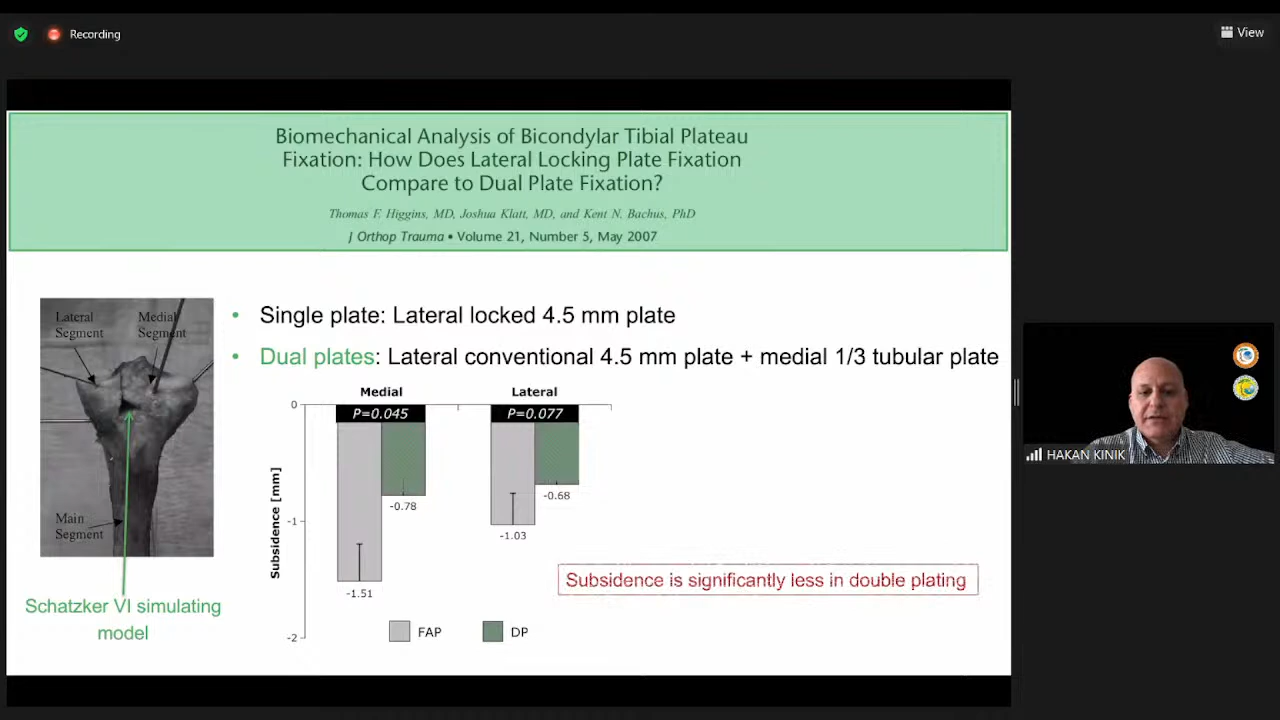 Recording
View
Biomechanical Analysis of Bicondylar Tibial Plateau
Fixation: How Does Lateral Locking Plate Fixation
Compare to Dual Plate Fixation?
Thomas F. Higgins, MD, Joshua Klatt, MD, and Kent N. Bachus, PhD
J Orthop Trauma • Volume 21, Number 5, May 2007
Lateral Segment
Medial Segment
Main Segment
Schatzker VI simulating
model
• Single plate: Lateral locked 4.5 mm plate
• Dual plates: Lateral conventional 4.5 mm plate + medial 1/3 tubular plate
Medial
Lateral
0
P=0.045
P=0.077
Subsidence [mm]
-0.78
-0.68
-1
-1.03
-1.51
-2
FAP
DP
Subsidence is significantly less in double plating
HAKAN KINIK